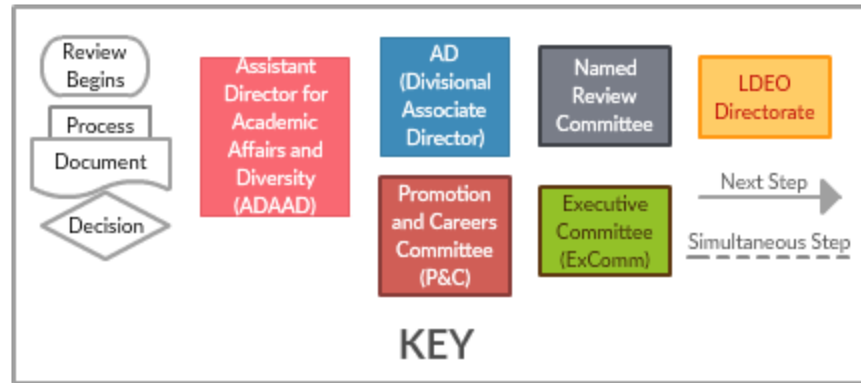 Review
Begins
Process
Document
Decision
Assistant
Director for
Academic
Affairs and
Diversity
(ADAAD)
AD
(Divisional
Associate
Director)
Promotion
and Careers
Committee
(P&C)
Named
Review
Committee
Executive
Committee
(ExComm)
LDEO
Directorate
Next Step
Simultaneous Step
KEY